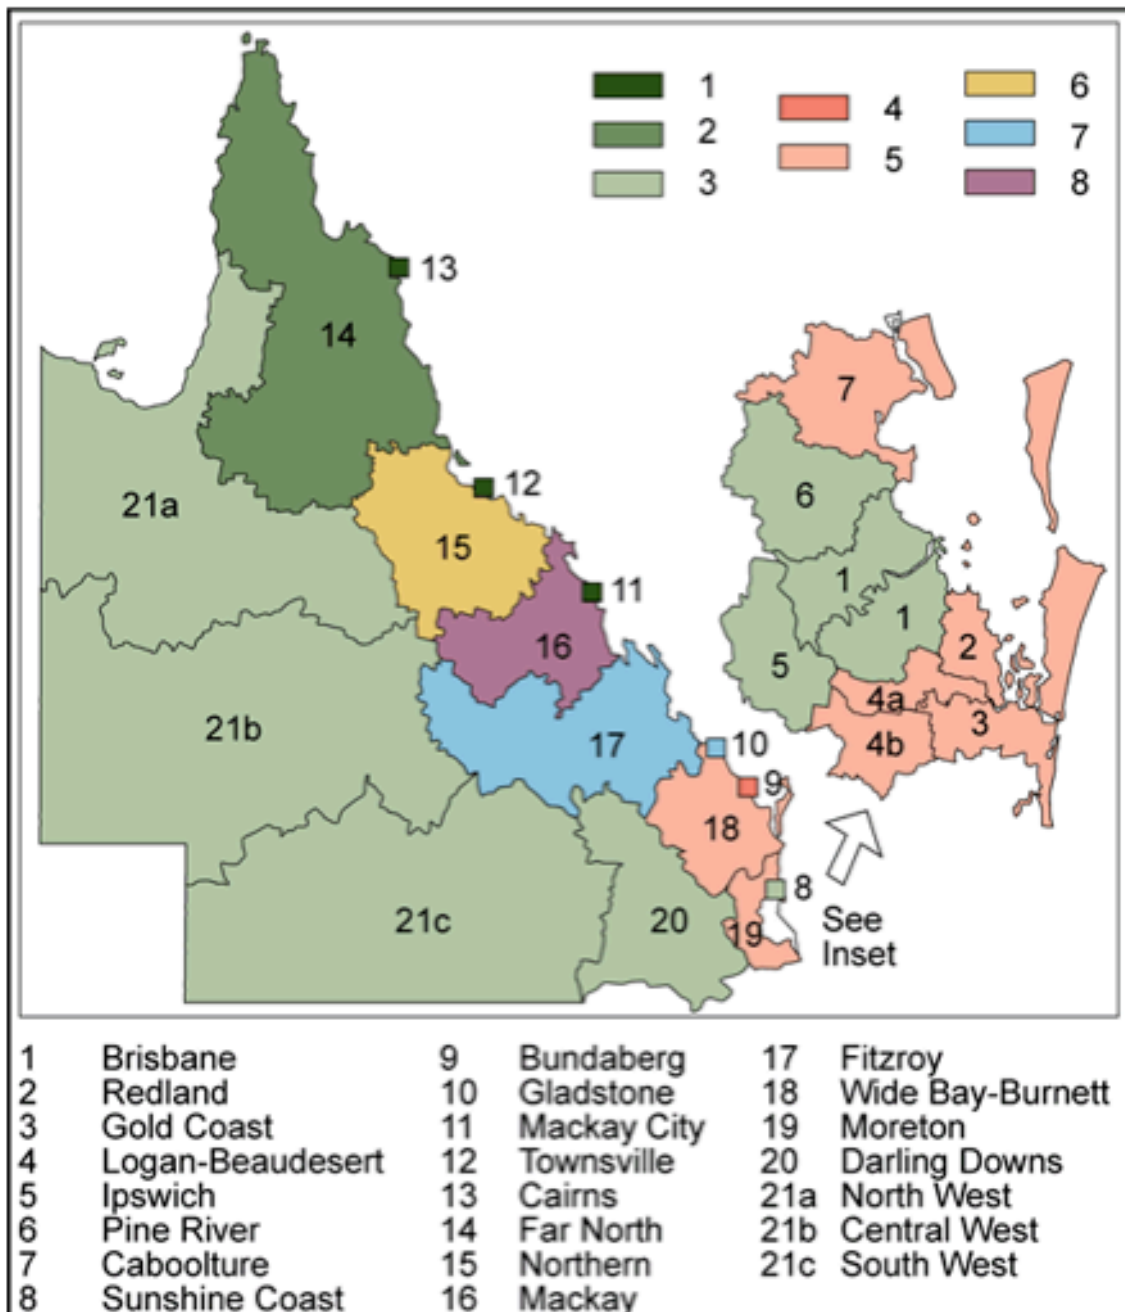 1
2
3
4
5
6
7
8
13
14
12
21a
15
11
16
21b
17
10
9
18
8
21c
20
19
7
6
1
1
2
5
4a
3
4b
See
Inset
1 Brisbane 9 Bundaberg 17 Fitzroy
2 Redland 10 Gladstone 18 Wide Bay-Burnett
3 Gold Coast 11 Mackay City 19 Moreton
4 Logan-Beaudesert 12 Townsville 20 Darling Downs
5 Ipswich 13 Cairns 21a North West
6 Pine River 14 Far North 21b Central West
7 Caboolture 15 Northern 21c South West
8 Sunshine Coast 16 Mackay